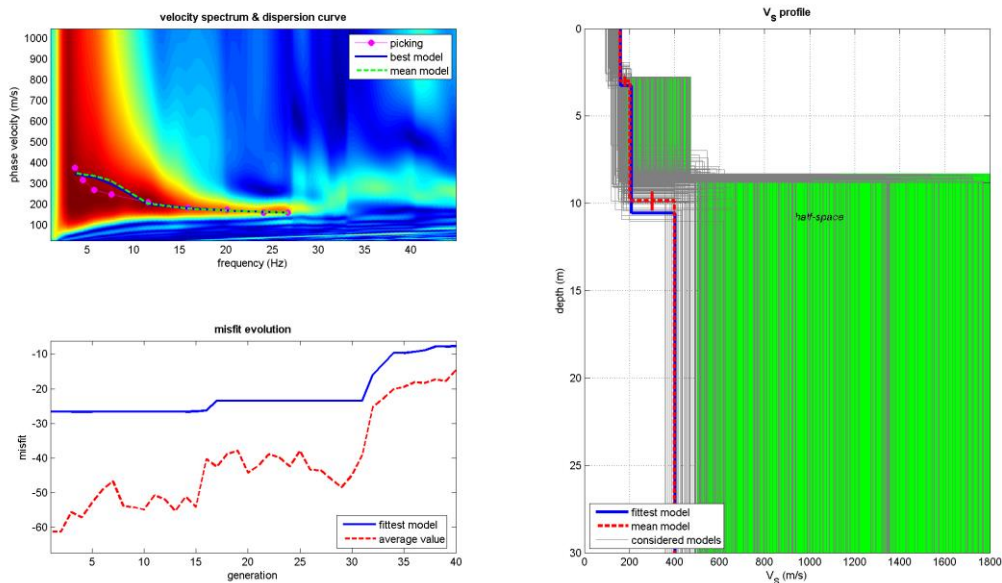 velocity spectrum & dispersion curve
1000
900
800
700
600
500
400
300
200
100
phase velocity (m/s)
picking
best model
mean model
5
10
15
20
25
30
35
40
frequency (Hz)
misfit evolution
-10
-20
-30
-40
-50
-60
misfit
fittest model
average value
5
10
15
20
25
30
35
40
generation
VS profile
0
5
10
15
20
25
30
depth (m)
half-space
fittest model
mean model
considered models
0
200
400
600
800
1000
1200
1400
1600
1800
VS (m/s)